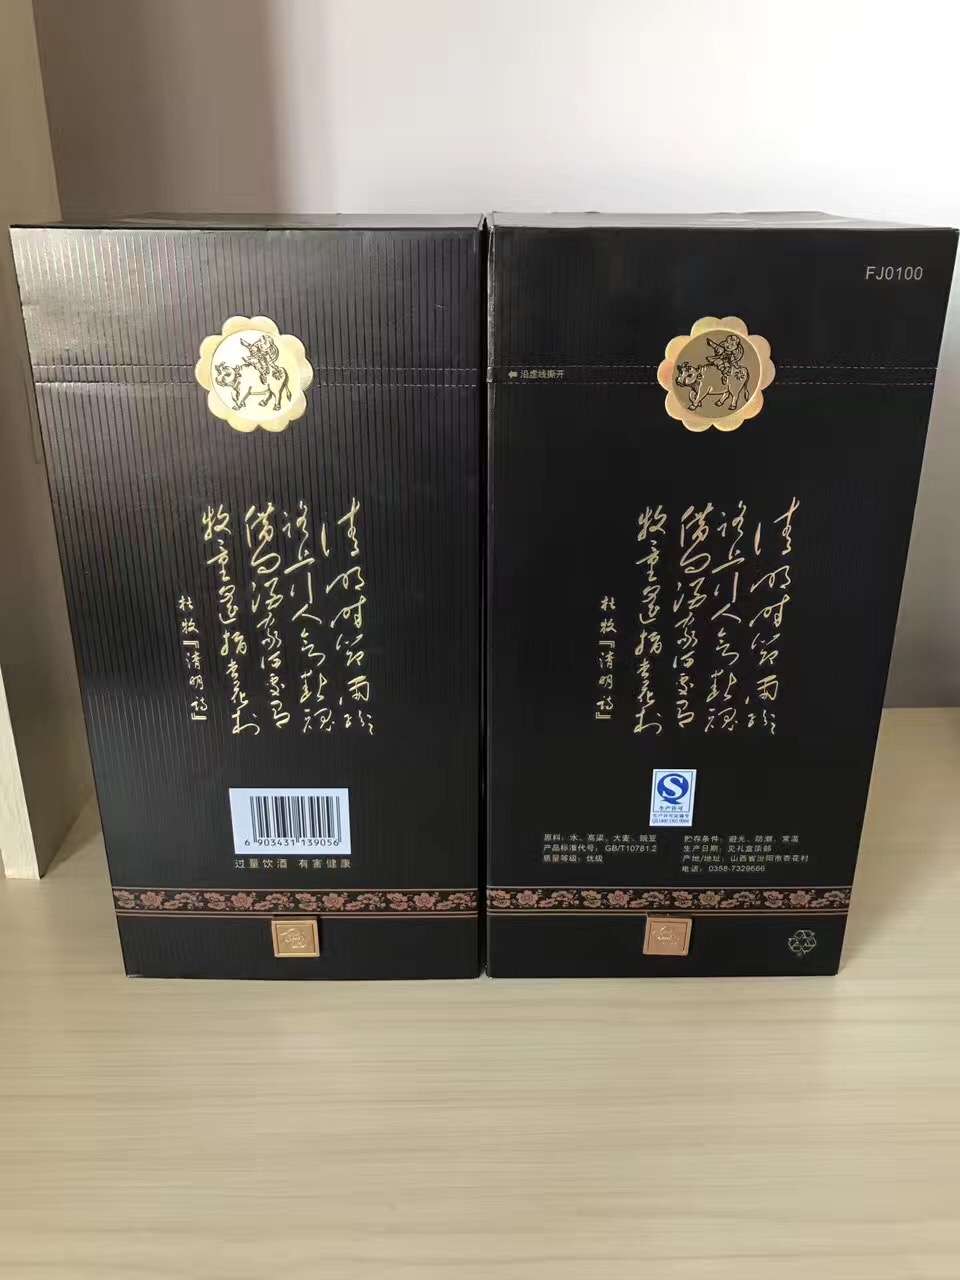 清明时节雨纷
路上行人欲断魂
借问酒家何处有
牧童遥指杏花村
杜牧『清明诗』
6 903431 139056
过量饮酒 有害健康
FJ0100
沿虚线撕开
清明时节雨纷
路上行人欲断魂
借问酒家何处有
牧童遥指杏花村
杜牧『清明诗』
生产许可
原料：水、高粱、大麦、豌豆
产品标准代号：GB/T10781.2
质量等级：优级
贮存条件：避光、防潮、常温
生产日期：见礼盒顶部
产地/地址：山西省汾阳市杏花村
电话：0358-7329666